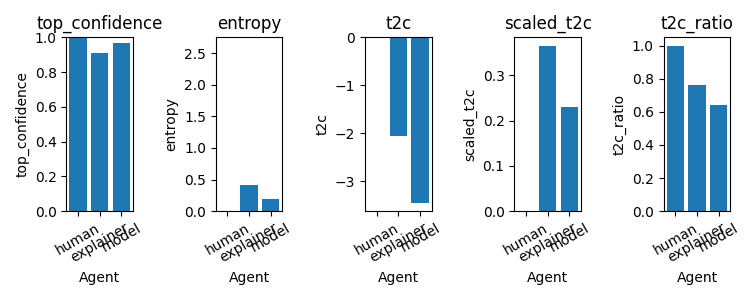 top_confidence
entropy
t2c
scaled_t2c
t2c_ratio
top_confidence
1.0
0.8
0.6
0.4
0.2
0.0
human
explainer
model
Agent
entropy
2.5
2.0
1.5
1.0
0.5
0.0
human
explainer
model
Agent
t2c
0
−1
−2
−3
human
explainer
model
Agent
scaled_t2c
0.3
0.2
0.1
0.0
human
explainer
model
Agent
t2c_ratio
1.0
0.8
0.6
0.4
0.2
0.0
human
explainer
model
Agent